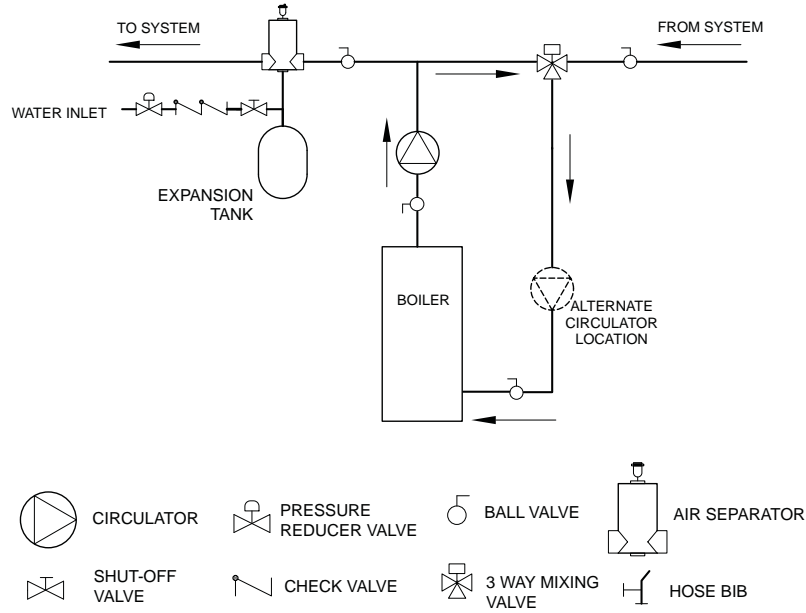 TO SYSTEM
FROM SYSTEM
WATER INLET
EXPANSION
TANK
BOILER
ALTERNATE
CIRCULATOR
LOCATION
CIRCULATOR
PRESSURE
REDUCER VALVE
BALL VALVE
AIR SEPARATOR
SHUT-OFF
VALVE
CHECK VALVE
3 WAY MIXING
VALVE
HOSE BIB